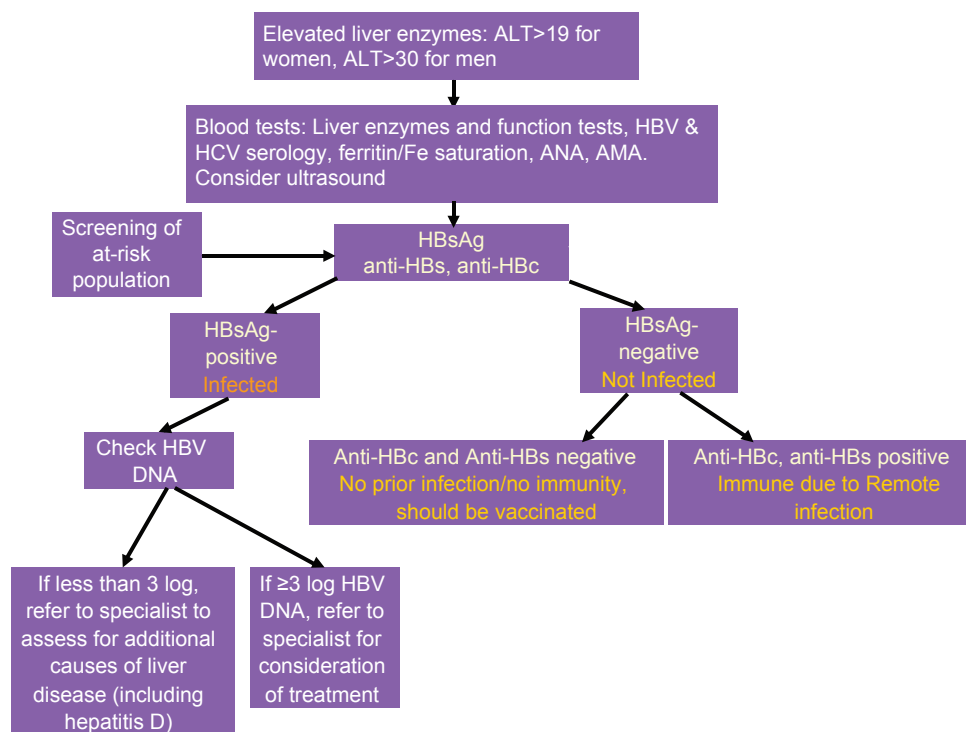 Elevated liver enzymes: ALT>19 for
women, ALT>30 for men
Blood tests: Liver enzymes and function tests, HBV &
HCV serology, ferritin/Fe saturation, ANA, AMA.
Consider ultrasound
Screening of
at-risk
population
HBsAg
anti-HBs, anti-HBc
HBsAg-
positive
Infected
HBsAg-
negative
Not Infected
Check HBV
DNA
Anti-HBc and Anti-HBs negative
No prior infection/no immunity,
should be vaccinated
Anti-HBc, anti-HBs positive
Immune due to Remote
infection
If less than 3 log,
refer to specialist to
assess for additional
causes of liver
disease (including
hepatitis D)
If ≥3 log HBV
DNA, refer to
specialist for
consideration
of treatment